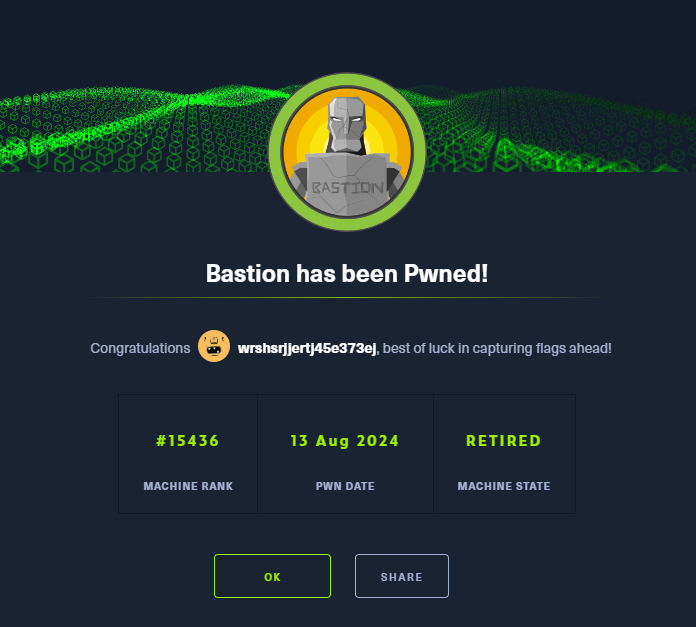 BASTION
Bastion has been Pwned!
Congratulations wrshsrjjertj45e373ej, best of luck in capturing flags ahead!
#15436 13 Aug 2024 RETIRED
MACHINE RANK PWN DATE MACHINE STATE
OK SHARE